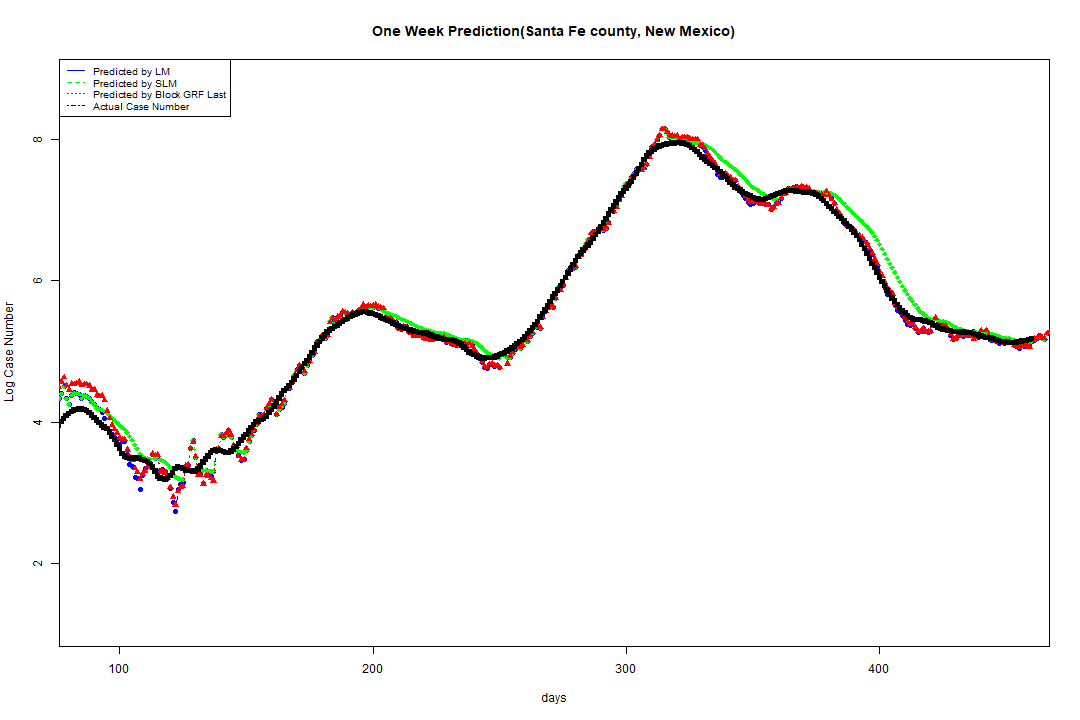 One Week Prediction(Santa Fe county, New Mexico)
Predicted by LM
Predicted by SLM
Predicted by Block GRF Last
Actual Case Number
8
6
4
2
Log Case Number
100 200 300 400
days